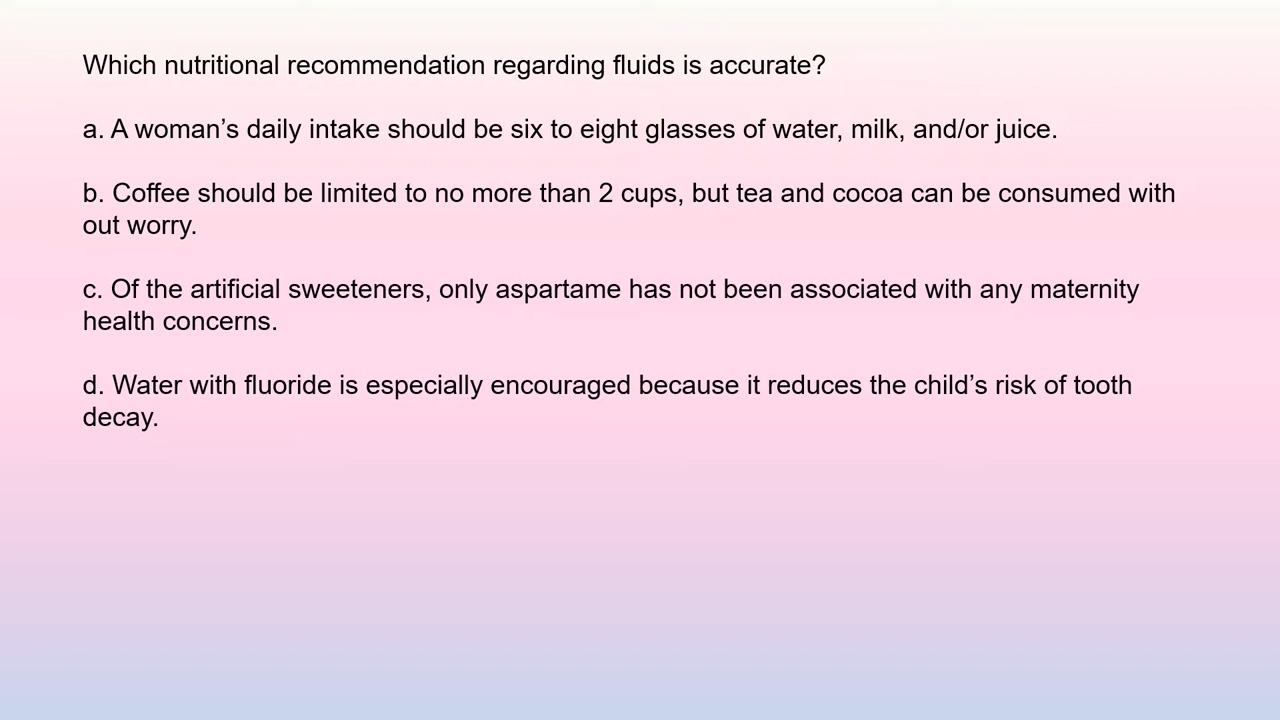 Which nutritional recommendation regarding fluids is accurate?
a. A woman’s daily intake should be six to eight glasses of water, milk, and/or juice.
b. Coffee should be limited to no more than 2 cups, but tea and cocoa can be consumed with
out worry.
c. Of the artificial sweeteners, only aspartame has not been associated with any maternity
health concerns.
d. Water with fluoride is especially encouraged because it reduces the child’s risk of tooth
decay.